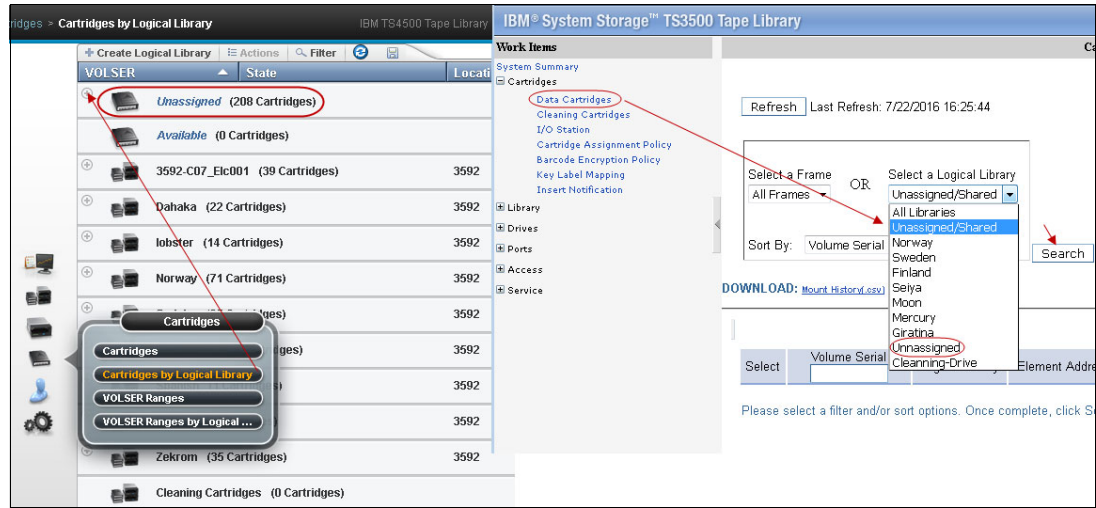 ridges > Cartridges by Logical Library
IBM TS4500 Tape Library
Create Logical Library
Actions
Filter
VOLSER
State
Locati
Unassigned (208 Cartridges)
Available (0 Cartridges)
3592-C07_Elc001 (39 Cartridges) 3592
Dahaka (22 Cartridges) 3592
lobster (14 Cartridges) 3592
Norway (71 Cartridges) 3592
ges) 3592
dges) 3592
3592
3592
Zekrom (35 Cartridges) 3592
Cleaning Cartridges (0 Cartridges)
Cartridges
Cartridges
Cartridges by Logical Library
VOLSER Ranges
VOLSER Ranges by Logical ...
IBM® System Storage™ TS3500 Tape Library
Work Items
Ca
System Summary
Cartridges
Data Cartridges
Cleaning Cartridges
I/O Station
Cartridge Assignment Policy
Barcode Encryption Policy
Key Label Mapping
Insert Notification
Library
Drives
Ports
Access
Service
Refresh Last Refresh: 7/22/2016 16:25:44
Select a Frame
OR
Select a Logical Library
All Frames
Unassigned/Shared
All Libraries
Unassigned/Shared
Norway
Sweden
Finland
Seiya
Moon
Mercury
Giratina
Unnassigned
Cleanning-Drive
Sort By: Volume Serial
Search
DOWNLOAD: Mount History(.csv)
Select
Volume Serial
Element Addre
Please select a filter and/or sort options. Once complete, click S